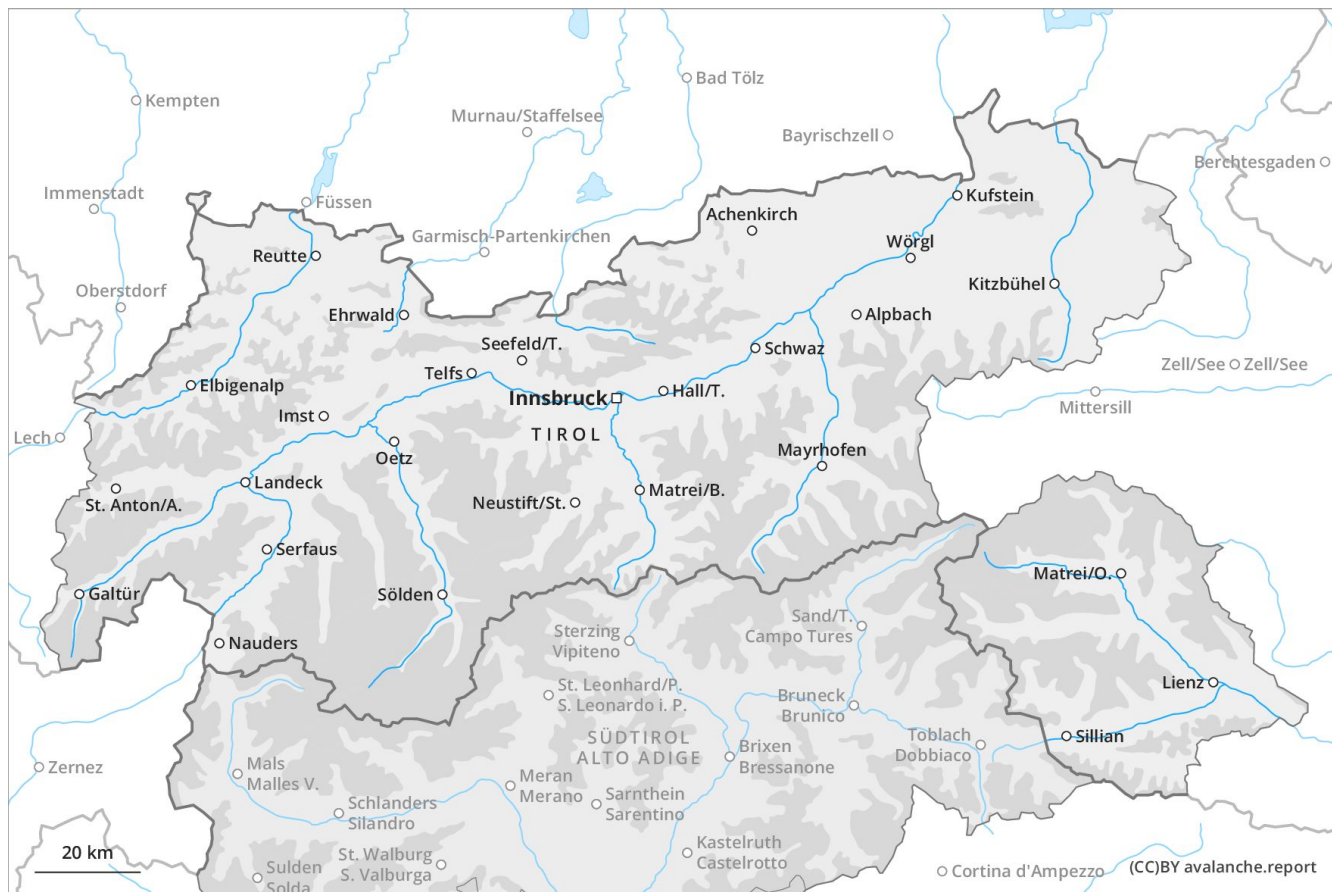 Kempten
Bad Tölz
Murnau/Staffelsee
Bayrischzell
Berchtesgaden
Immenstadt
Füssen
Kufstein
Achenkirch
Garmisch-Partenkirchen
Wörgl
Reutte
Oberstdorf
Kitzbühel
Ehrwald
Alpbach
Seefeld/T.
Schwaz
Telfs
Zell/See
Zell/See
Elbigenalp
Innsbruck
Hall/T.
Mittersill
Imst
TIROL
Lech
Oetz
Mayrhofen
Landeck
St. Anton/A.
Neustift/St.
Matrei/B.
Serfaus
Matrei/O.
Galtür
Sölden
Sand/T.
Campo Tures
Sterzing
Vipiteno
Nauders
St. Leonhard/P.
S. Leonardo i. P.
Bruneck
Brunico
Lienz
SÜDTIROL
ALTO ADIGE
Toblach
Dobbiaco
Sillian
Brixen
Bressanone
Zernez
Mals
Malles V.
Meran
Merano
Sarnthein
Sarentino
Schlanders
Silandro
20 km
Kastelruth
Castelrotto
St. Walburg
S. Valburga
Sulden
Solda
Cortina d'Ampezzo
(CC)BY avalanche.report